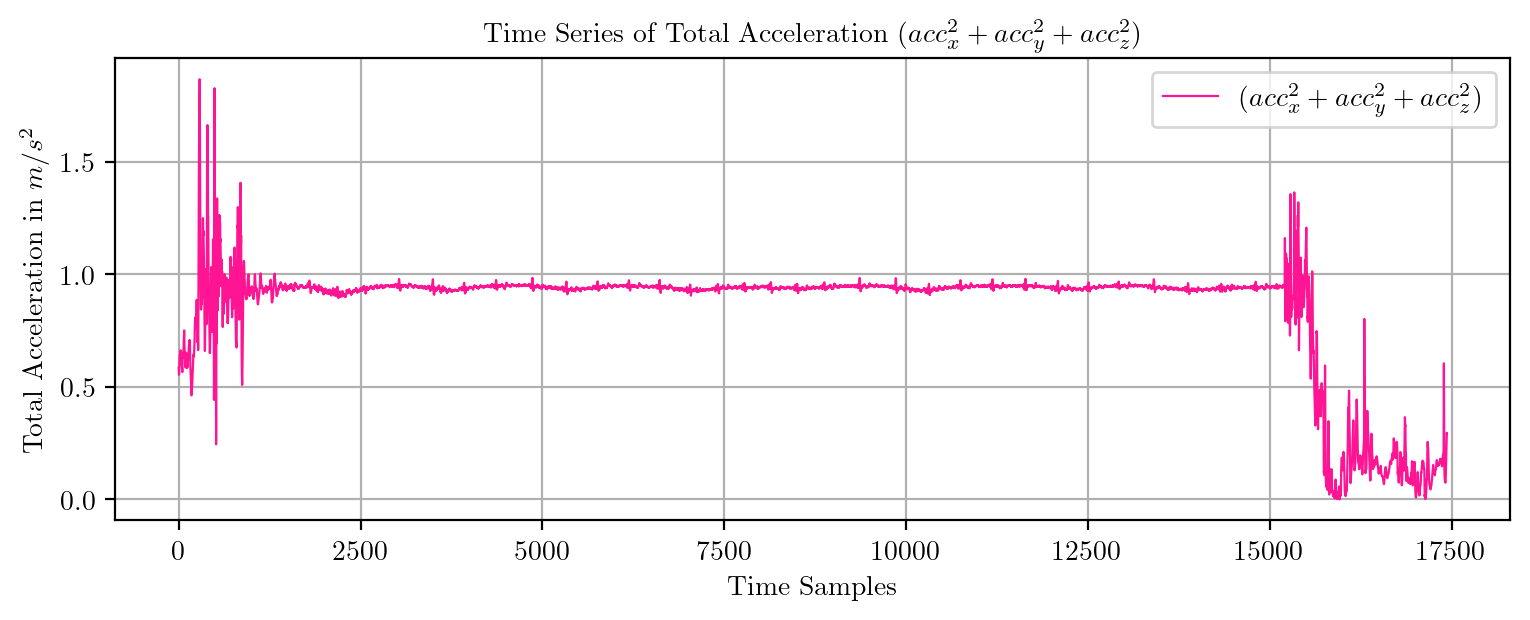 Time Series of Total Acceleration $(acc_x^2 + acc_y^2 + acc_z^2)$
$(acc_x^2 + acc_y^2 + acc_z^2)$
Total Acceleration in $m/s^2$
1.5
1.0
0.5
0.0
0 2500 5000 7500 10000 12500 15000 17500
Time Samples